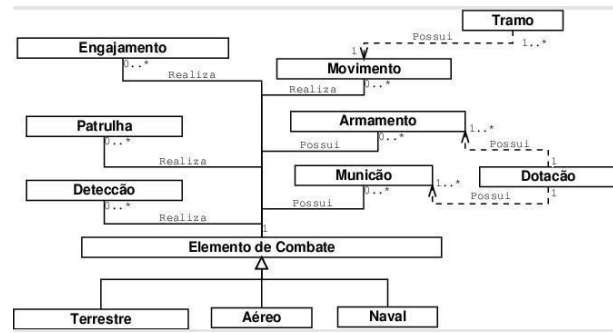 Tramo
Engajamento
Possui
0..*
1
1..*
Realiza
Movimento
Realiza
0..*
Armamento
Patrulha
0..*
1..*
0..*
Possui
Possui
Realiza
1
Detecção
Munição
1..*
Dotacão
0..*
0..*
1
Possui
Possui
Realiza
1
Elemento de Combate
Terrestre
Aéreo
Naval